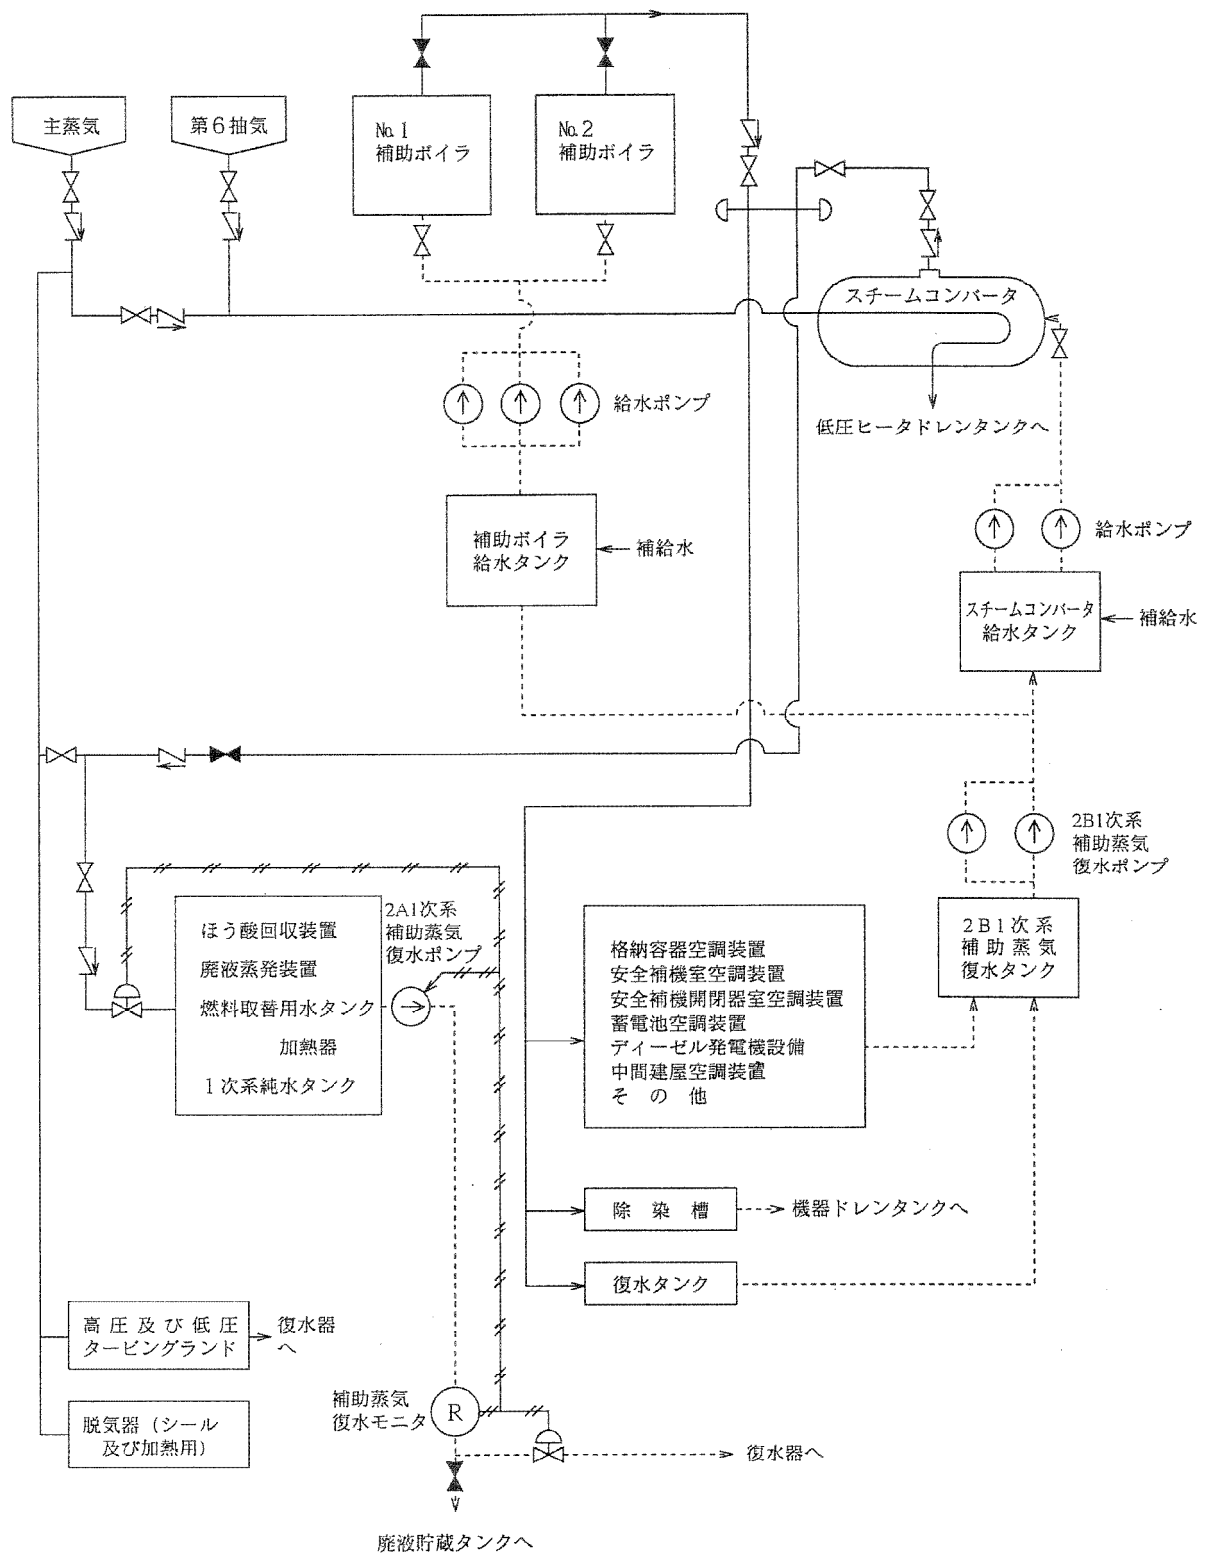 主蒸気
第6抽気
No.1
補助ボイラ
No.2
補助ボイラ
スチームコンバータ
低圧ヒータドレンタンクへ
給水ポンプ
補助ボイラ
給水タンク
補給水
給水ポンプ
スチームコンバータ
給水タンク
補給水
2B1次系
補助蒸気
復水ポンプ
2B1次系
補助蒸気
復水タンク
ほう酸回収装置
廃液蒸発装置
燃料取替用水タンク
加熱器
1次系純水タンク
2A1次系
補助蒸気
復水ポンプ
格納容器空調装置
安全補機室空調装置
安全補機開閉器室空調装置
蓄電池空調装置
ディーゼル発電機設備
中間建屋空調装置
その他
除染槽
機器ドレンタンクへ
復水タンク
高圧及び低圧
タービングランド
復水器
へ
脱気器(シール
及び加熱用)
補助蒸気
復水モニタ
R
復水器へ
廃液貯蔵タンクへ